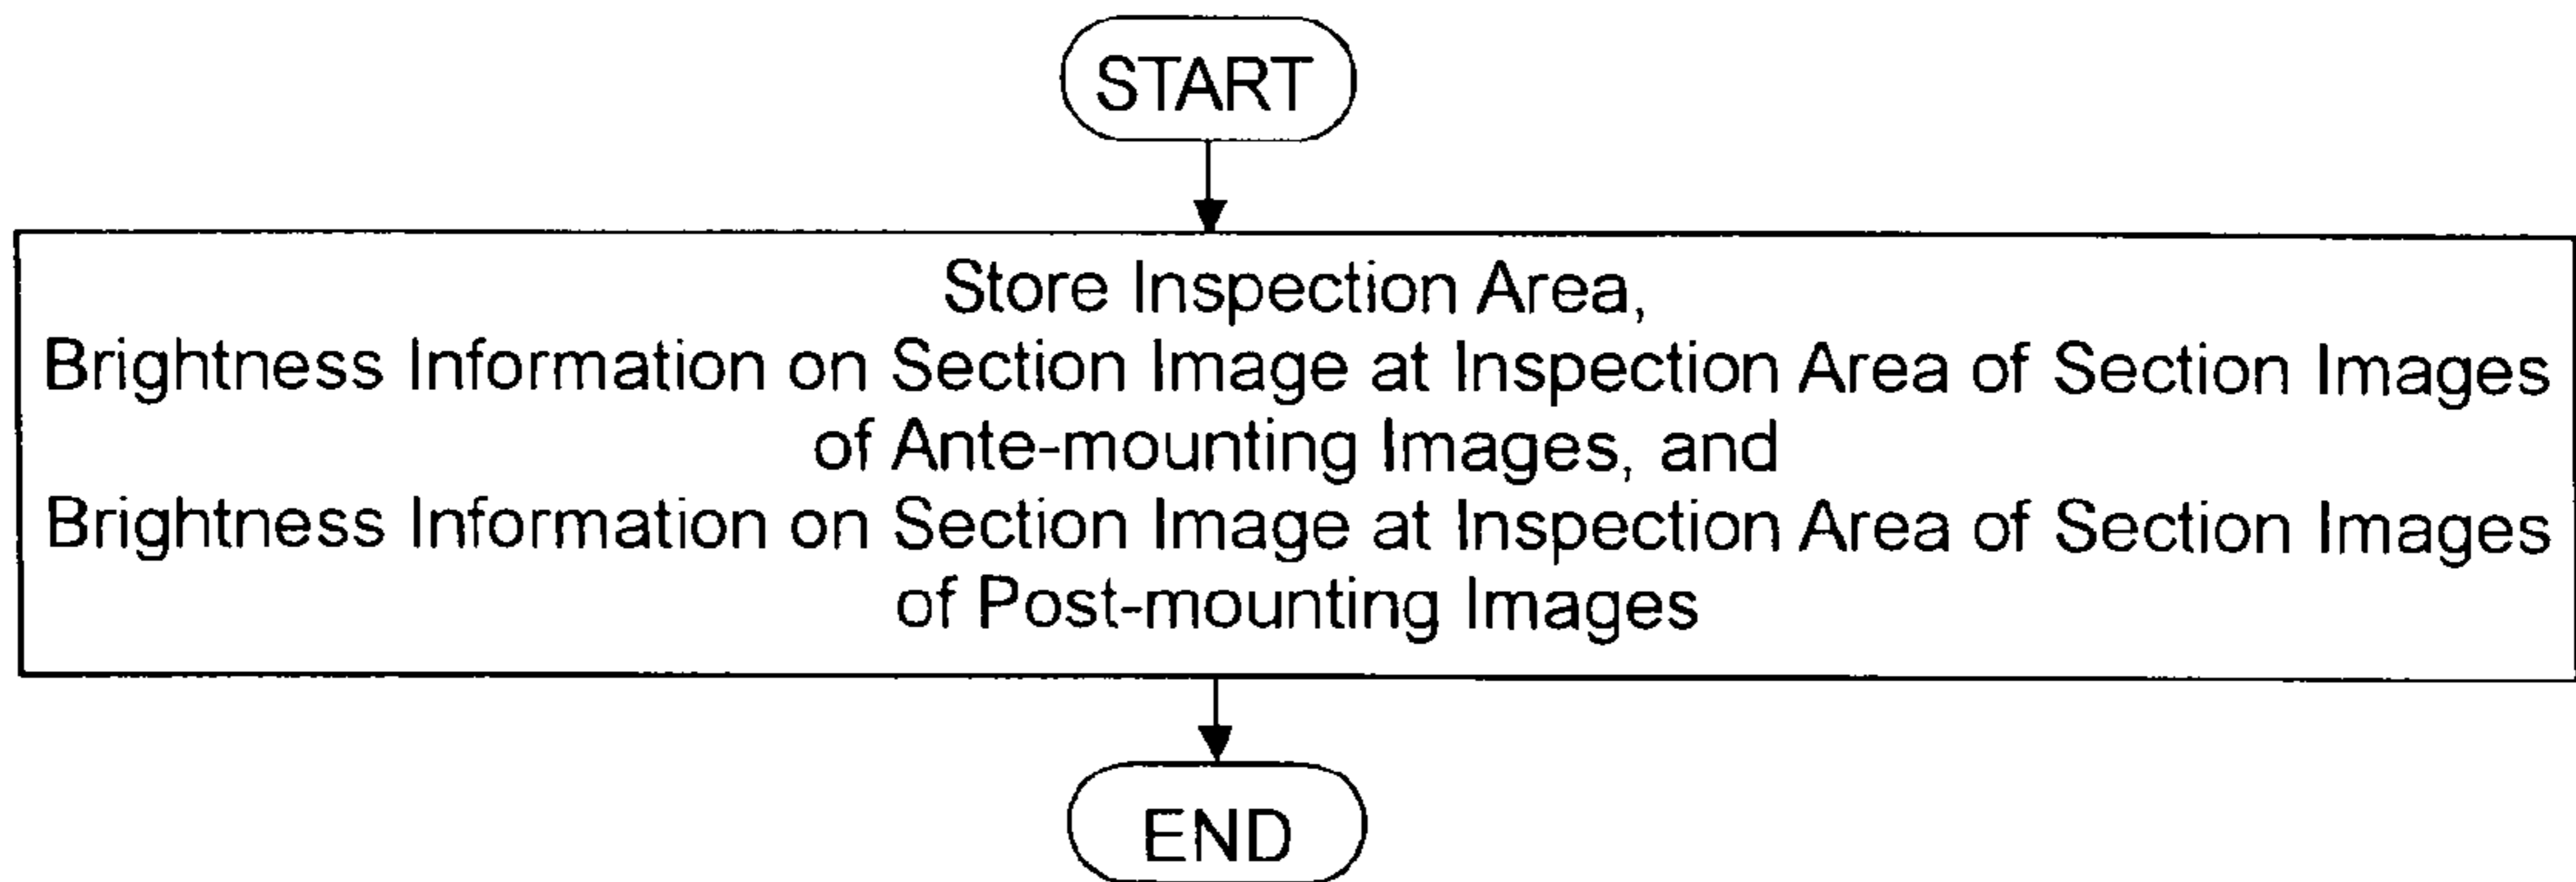 START
Store Inspection Area,
Brightness Information on Section Image at Inspection Area of Section Images
of Ante-mounting Images, and
Brightness Information on Section Image at Inspection Area of Section Images
of Post-mounting Images
END